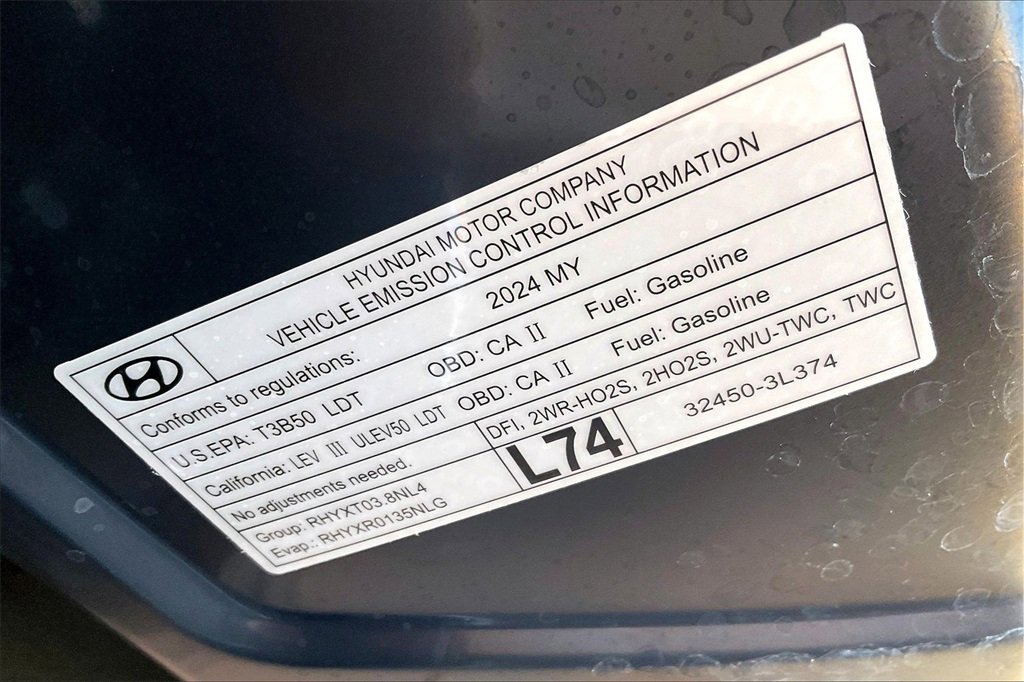 HYUNDAI MOTOR COMPANY
VEHICLE EMISSION CONTROL INFORMATION
Conforms to regulations: 2024 MY
U.S.EPA: T3B50 LDT OBD: CA II Fuel: Gasoline
California: LEV III ULEV50 LDT OBD: CA II Fuel: Gasoline
No adjustments needed. DFI, 2WR-HO2S, 2HO2S, 2WU-TWC, TWC
Group: RHYXT03.8NL4
Evap.: RHYXR0135NLG
L74
32450-3L374